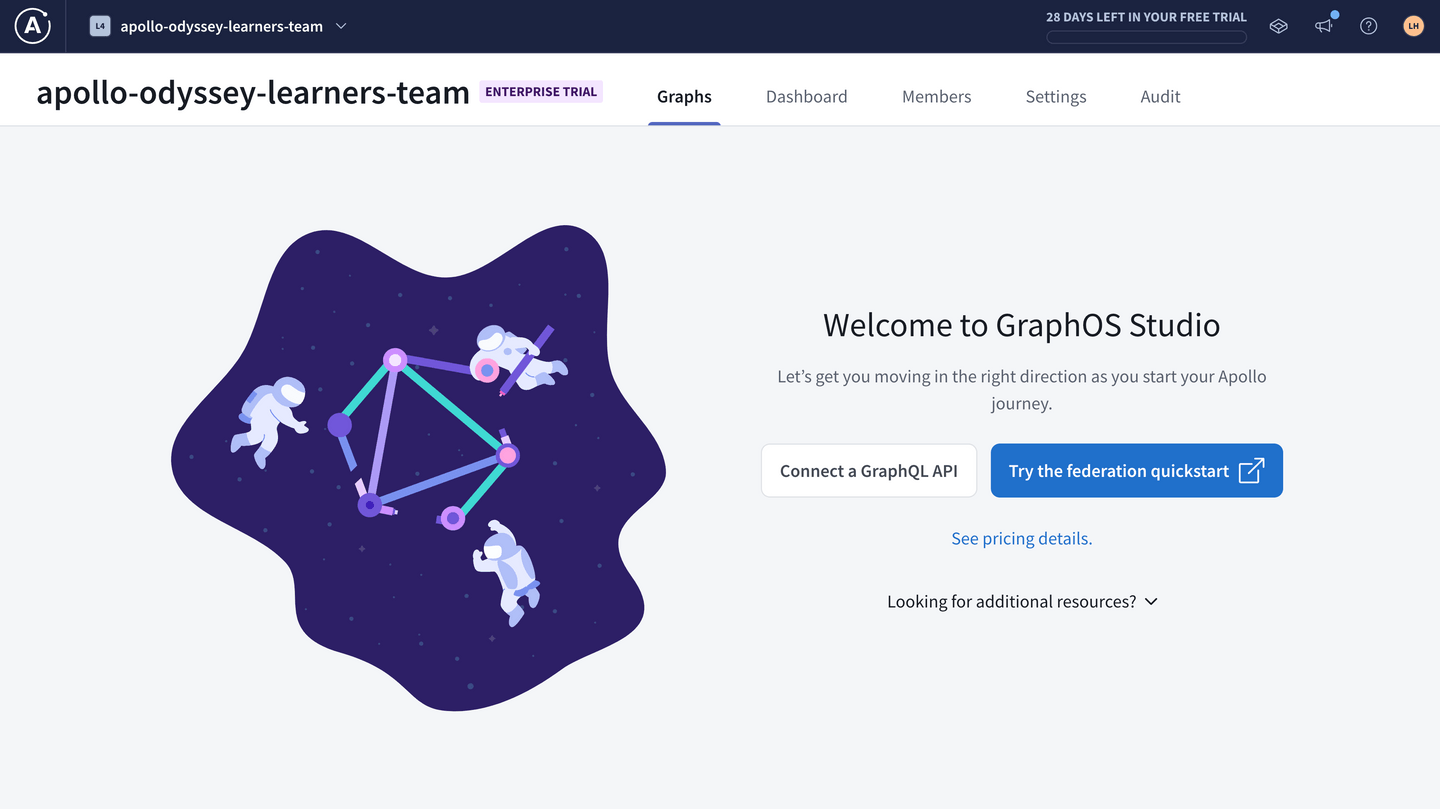 A
L4
apollo-odyssey-learners-team
28 DAYS LEFT IN YOUR FREE TRIAL
?
LH
apollo-odyssey-learners-team
ENTERPRISE TRIAL
Graphs
Dashboard
Members
Settings
Audit
Welcome to GraphOS Studio
Let’s get you moving in the right direction as you start your Apollo
journey.
Connect a GraphQL API
Try the federation quickstart
See pricing details.
Looking for additional resources?